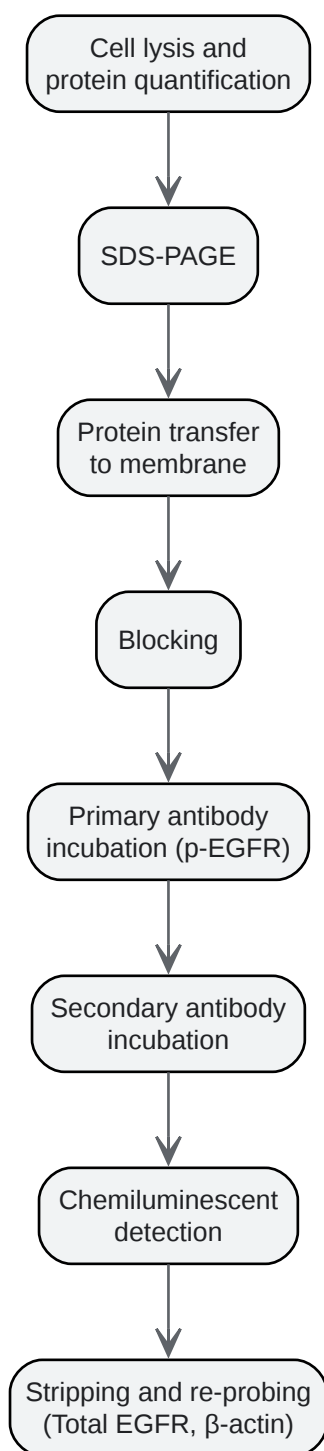 Cell lysis and
protein quantification
SDS-PAGE
Protein transfer
to membrane
Blocking
Primary antibody
incubation (p-EGFR)
Secondary antibody
incubation
Chemiluminescent
detection
Stripping and re-probing
(Total EGFR, β-actin)